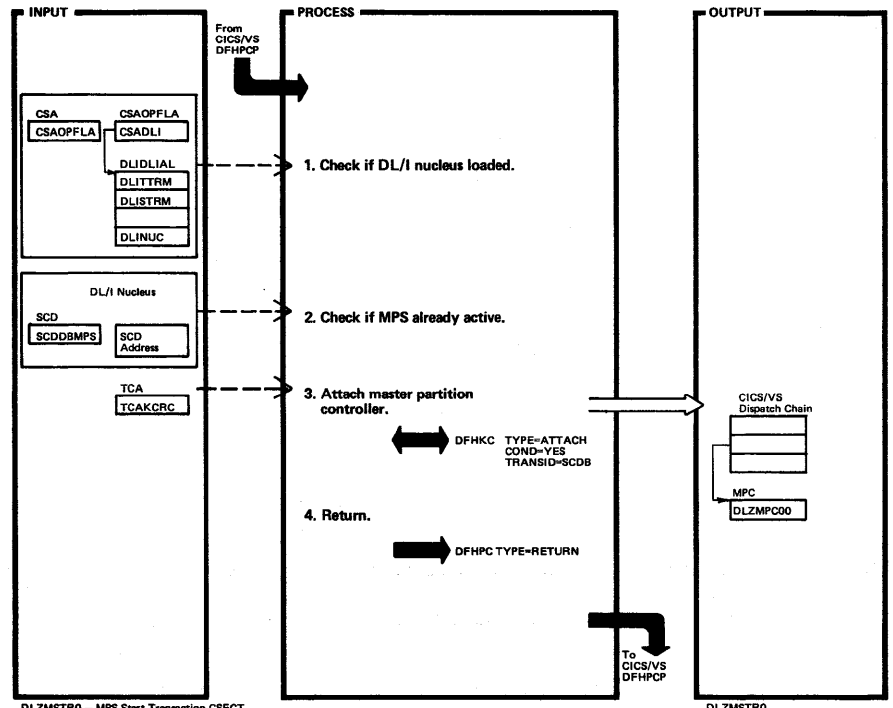 INPUT
From
CICS/VS
DFHPCP
PROCESS
OUTPUT
CSA CSAOPFLA
CSAOPFLA CSADLI
DLIDLIAL
DLITTRM
DLISTRM
DLINUC
1. Check if DL/I nucleus loaded.
DL/I Nucleus
SCD
SCDDBMPS SCD
Address
2. Check if MPS already active.
TCA
TCAKCRC
3. Attach master partition
controller.
DFHKC TYPE=ATTACH
COND=YES
TRANSID=SCDB
CICS/VS
Dispatch Chain
MPC
DLZMPC00
4. Return.
DFHPC TYPE=RETURN
To
CICS/VS
DFHPCP
DLZMSTR0 – MPS Start Transaction CSECT
DLZMSTR0